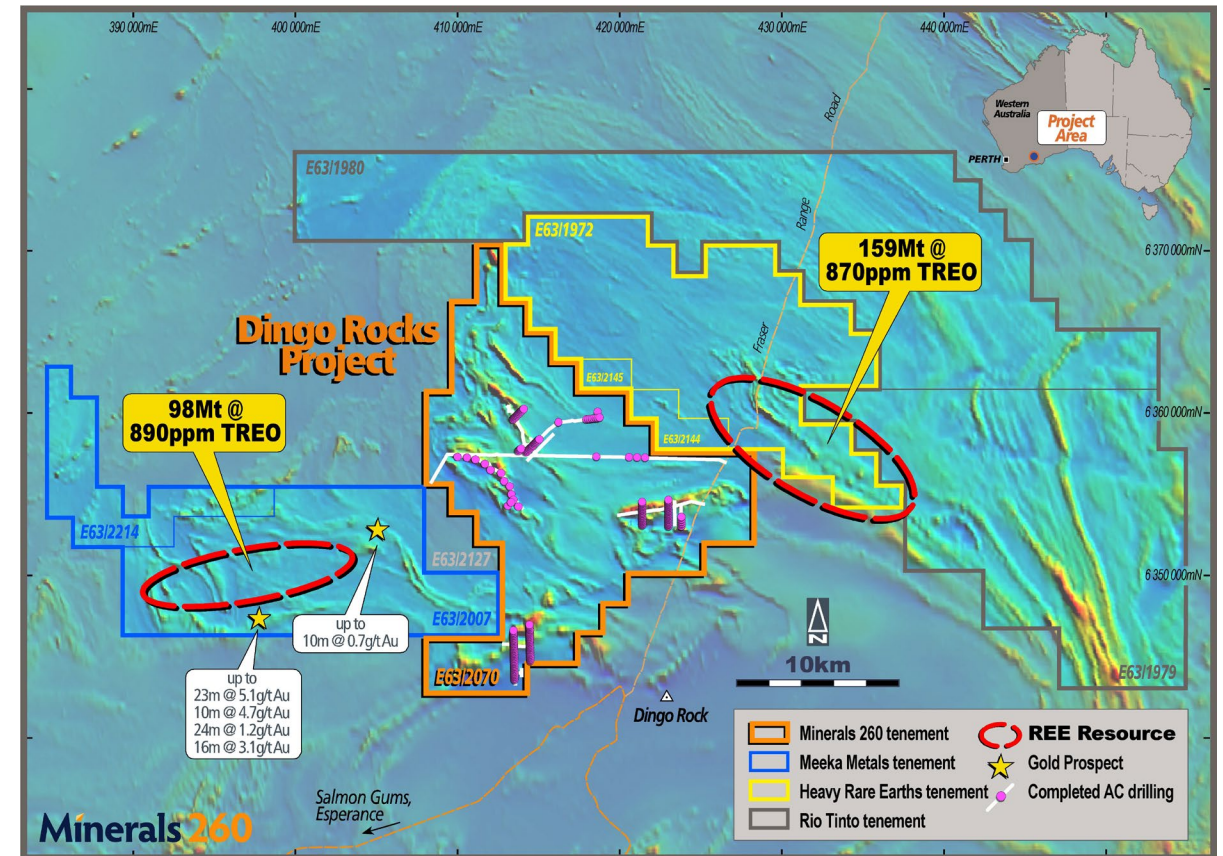 390 000mE
400 000mE
410 000mE
420 000mE
430 000mE
440 000mE
Western
Australia
Project
Area
PERTH
E63/1980
Road
Range
Fraser
E63/1972
159Mt @
870ppm TREO
6 370 000mN
Dingo Rocks
Project
E63/2145
98Mt @
890ppm TREO
6 360 000mN
E63/2144
E63/2214
E63/2127
6 350 000mN
E63/2007
up to
10m @ 0.7g/t Au
up to
23m @ 5.1g/t Au
10m @ 4.7g/t Au
24m @ 1.2g/t Au
16m @ 3.1g/t Au
E63/2070
N
10km
E63/1979
Dingo Rock
Minerals 260 tenement
Meeka Metals tenement
Heavy Rare Earths tenement
Rio Tinto tenement
REE Resource
Gold Prospect
Completed AC drilling
Salmon Gums,
Esperance
Minerals 260